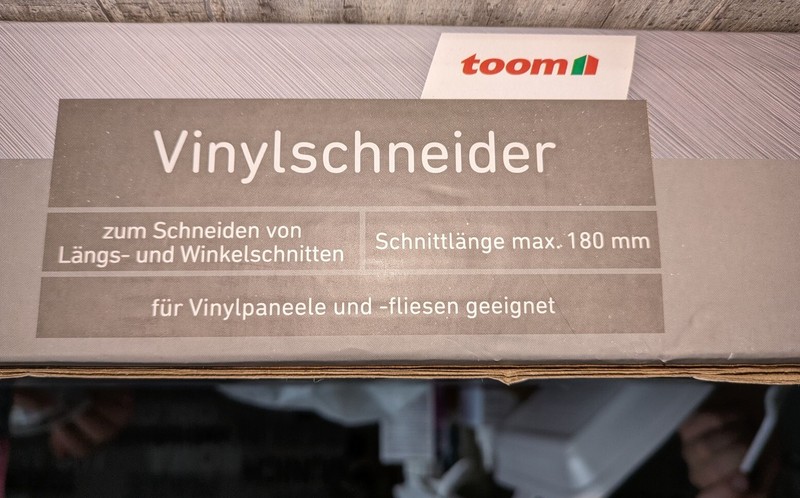 toom
Vinylschneider
zum Schneiden von
Längs- und Winkelschnitten
Schnittlänge max. 180 mm
für Vinylpaneele und -fliesen geeignet